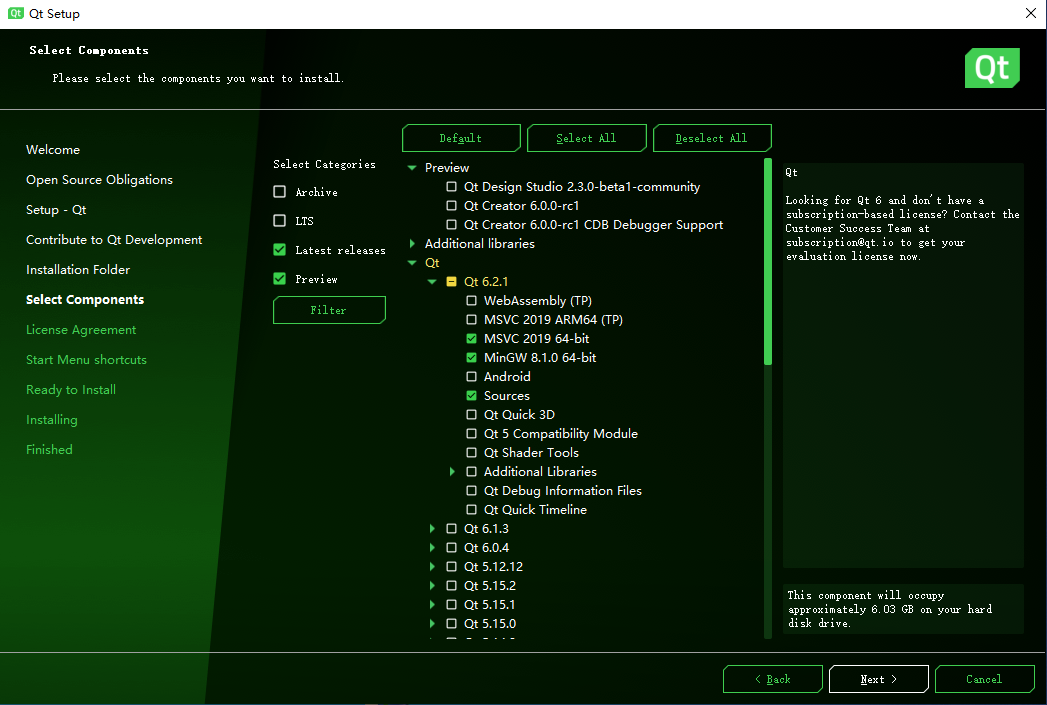 Qt Qt Setup
Select Components
Please select the components you want to install.
Qt
Welcome
Open Source Obligations
Setup - Qt
Contribute to Qt Development
Installation Folder
Select Components
License Agreement
Start Menu shortcuts
Ready to Install
Installing
Finished
Select Categories
Archive
LTS
Latest releases
Preview
Filter
Default
Select All
Deselect All
Preview
Qt Design Studio 2.3.0-beta1-community
Qt Creator 6.0.0-rc1
Qt Creator 6.0.0-rc1 CDB Debugger Support
Additional libraries
Qt
Qt 6.2.1
WebAssembly (TP)
MSVC 2019 ARM64 (TP)
MSVC 2019 64-bit
MinGW 8.1.0 64-bit
Android
Sources
Qt Quick 3D
Qt 5 Compatibility Module
Qt Shader Tools
Additional Libraries
Qt Debug Information Files
Qt Quick Timeline
Qt 6.1.3
Qt 6.0.4
Qt 5.12.12
Qt 5.15.2
Qt 5.15.1
Qt 5.15.0
Qt
Looking for Qt 6 and don't have a
subscription-based license? Contact the
Customer Success Team at
subscription@qt.io to get your
evaluation license now.
This component will occupy
approximately 6.03 GB on your hard
disk drive.
< Back
Next >
Cancel